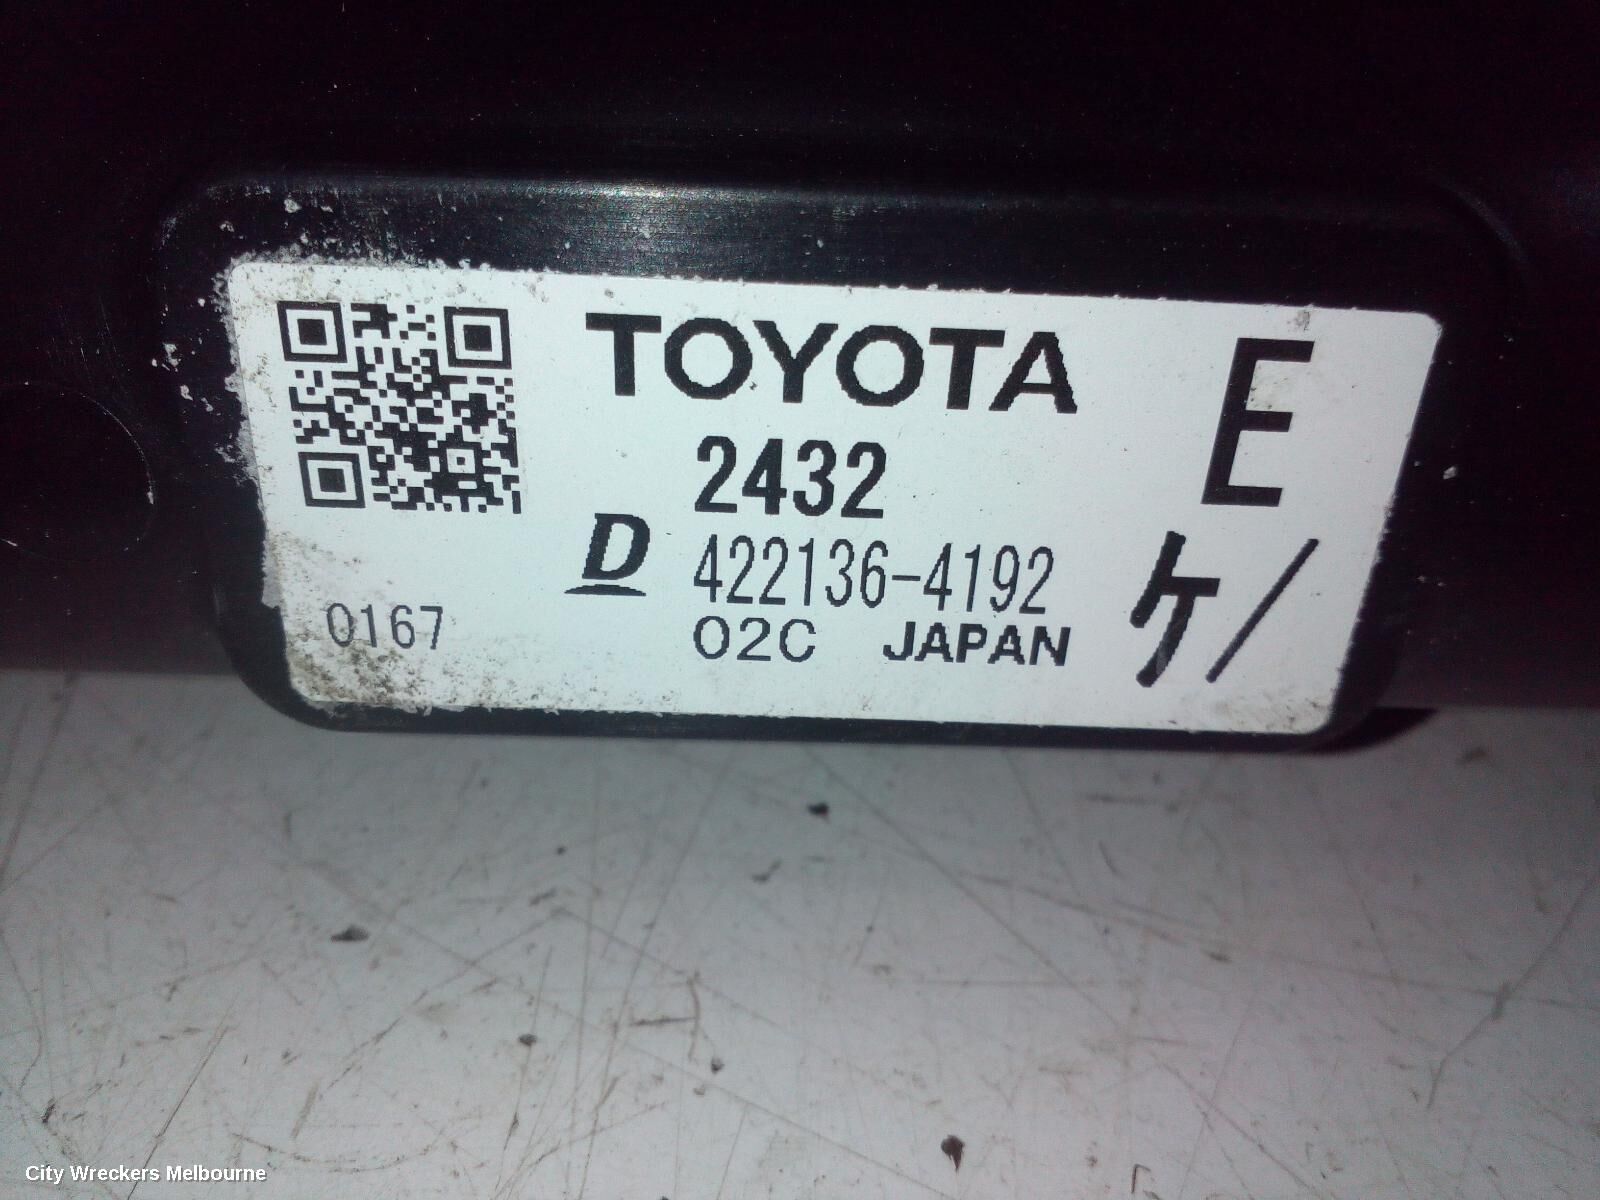 TOYOTA
E
2432
D 422136-4192
ケ/
0167
02C JAPAN
City Wreckers Melbourne